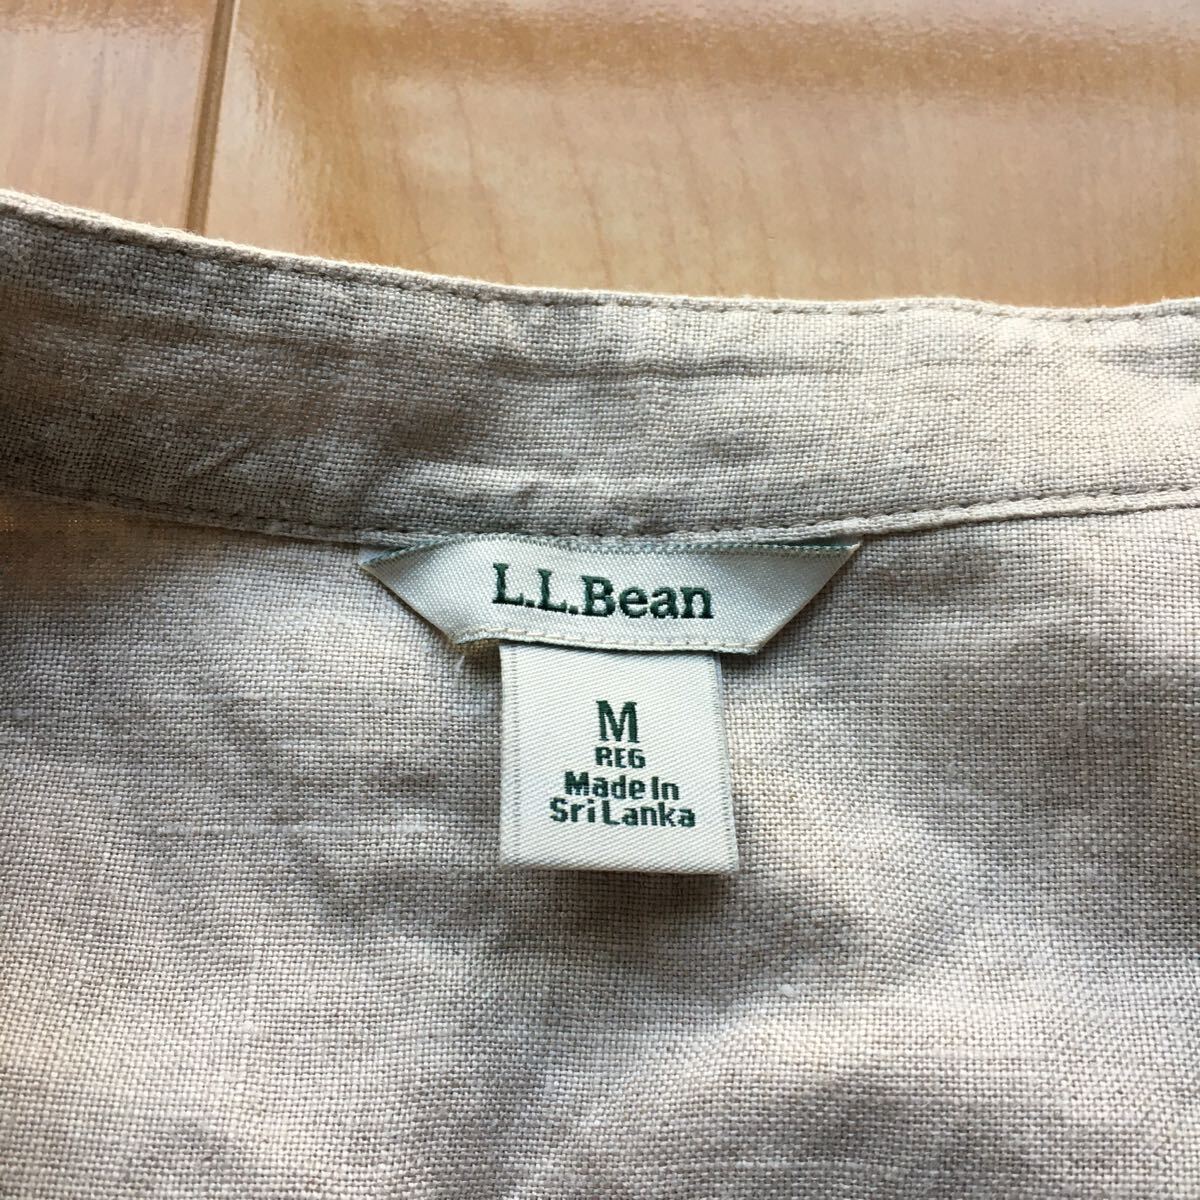 L.L.Bean
M
REG
Made In
Sri Lanka